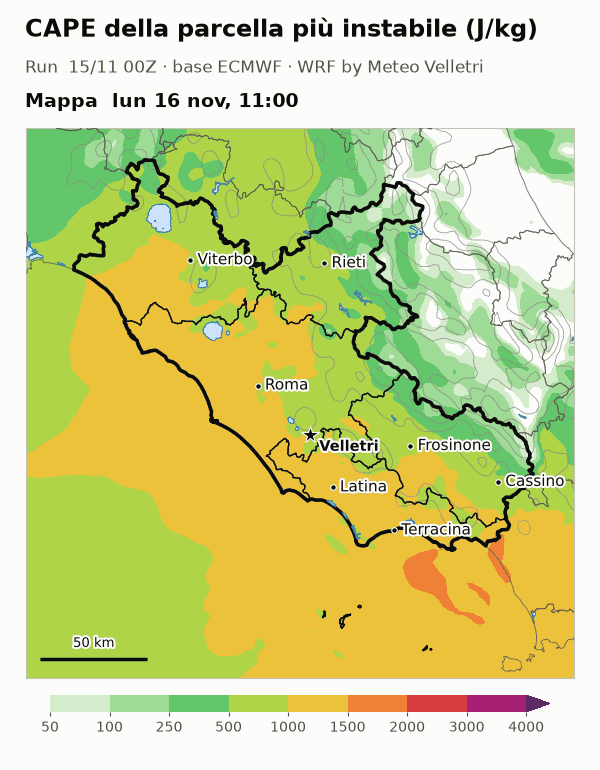 CAPE della parcella più instabile (J/kg)
Run  15/11 00Z · base ECMWF · WRF by Meteo Velletri
Mappa  lun 16 nov, 11:00
Viterbo
Rieti
Roma
Velletri
Frosinone
Cassino
Latina
Terracina
50 km
50 100 250 500 1000 1500 2000 3000 4000